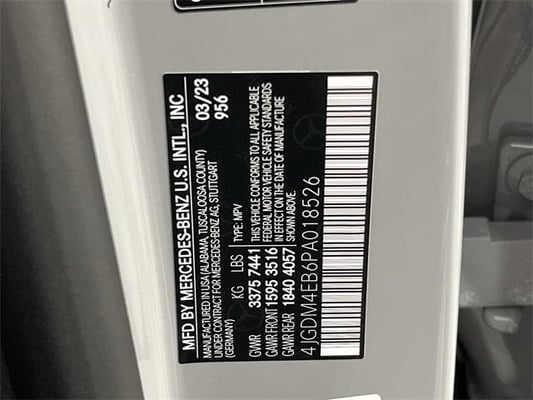 MFD BY MERCEDES-BENZ U.S. INTL., INC
MANUFACTURED IN USA (ALABAMA, TUSCALOOSA COUNTY)
UNDER CONTRACT FOR MERCEDES-BENZ AG, STUTTGART
(GERMANY)
03/23
956
KG LBS TYPE: MPV
GVWR 3375 7441
GAWR FRONT 1595 3516
GAWR REAR 1840 4057
THIS VEHICLE CONFORMS TO ALL APPLICABLE
FEDERAL MOTOR VEHICLE SAFETY STANDARDS
IN EFFECT ON THE DATE OF MANUFACTURE
4JGDM4EB6PA018526